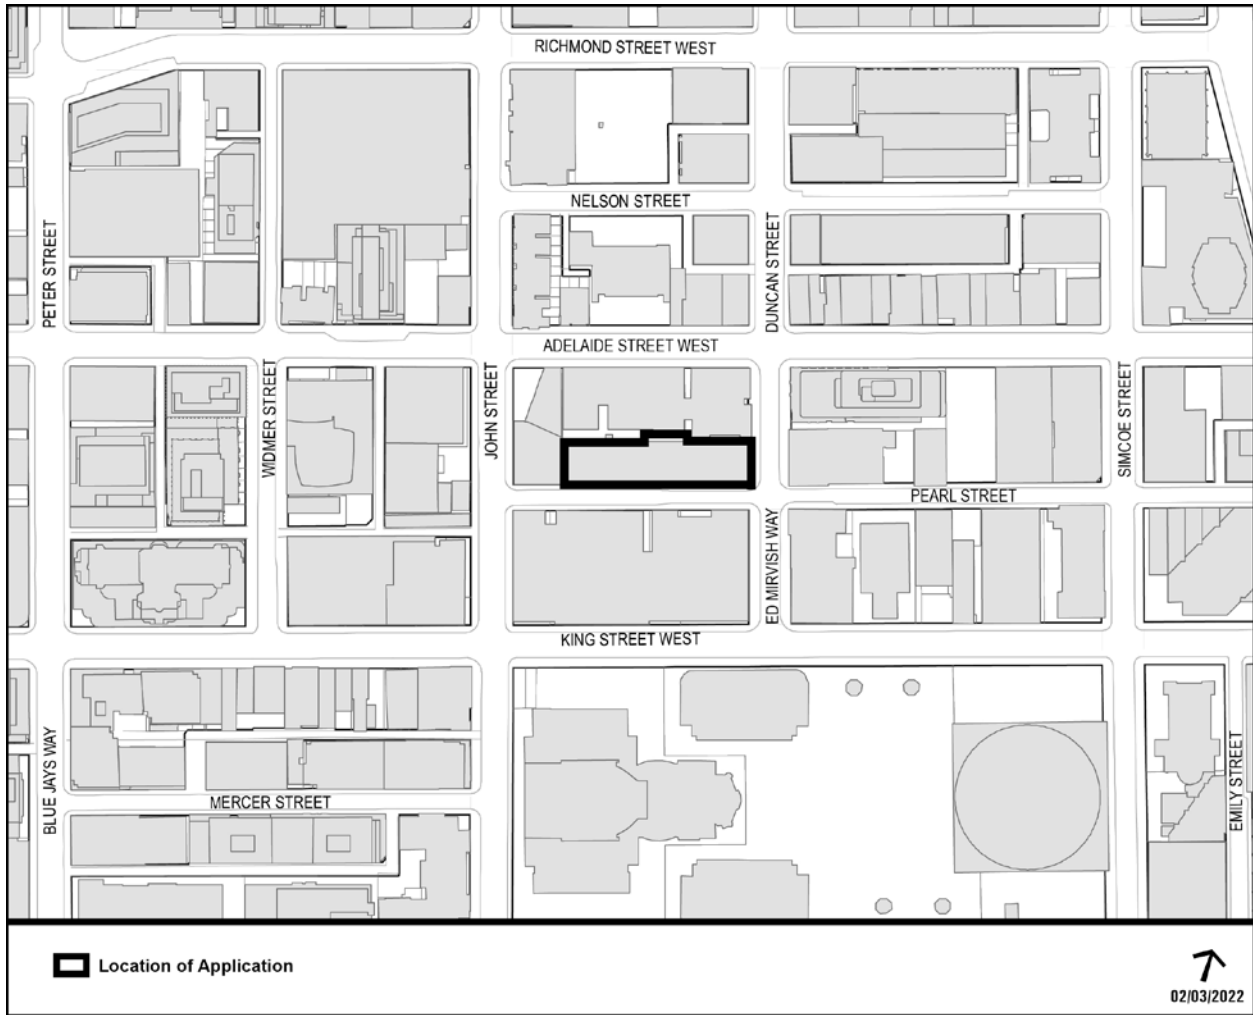 RICHMOND STREET WEST
NELSON STREET
PETER STREET
DUNCAN STREET
ADELAIDE STREET WEST
WIDMER STREET
JOHN STREET
SIMCOE STREET
PEARL STREET
ED MIRVISH WAY
KING STREET WEST
BLUE JAYS WAY
MERCER STREET
EMILY STREET
Location of Application
02/03/2022